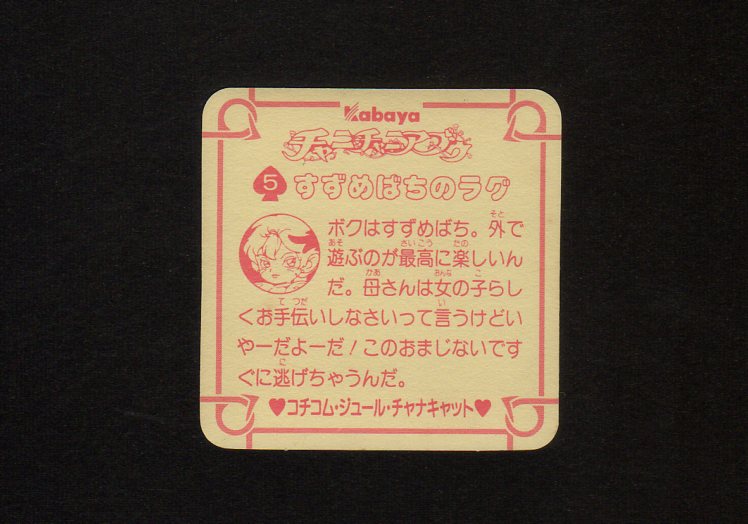 Kabaya
チャーチャーアブゥ
5 すずめばちのラグ
ボクはすずめばち。外で
遊ぶのが最高に楽しいん
だ。母さんは女の子らし
くお手伝いしなさいって言うけどい
やーだよーだ！このおまじないです
ぐに逃げちゃうんだ。
♥コチコム・ジュール・チャナキャット♥